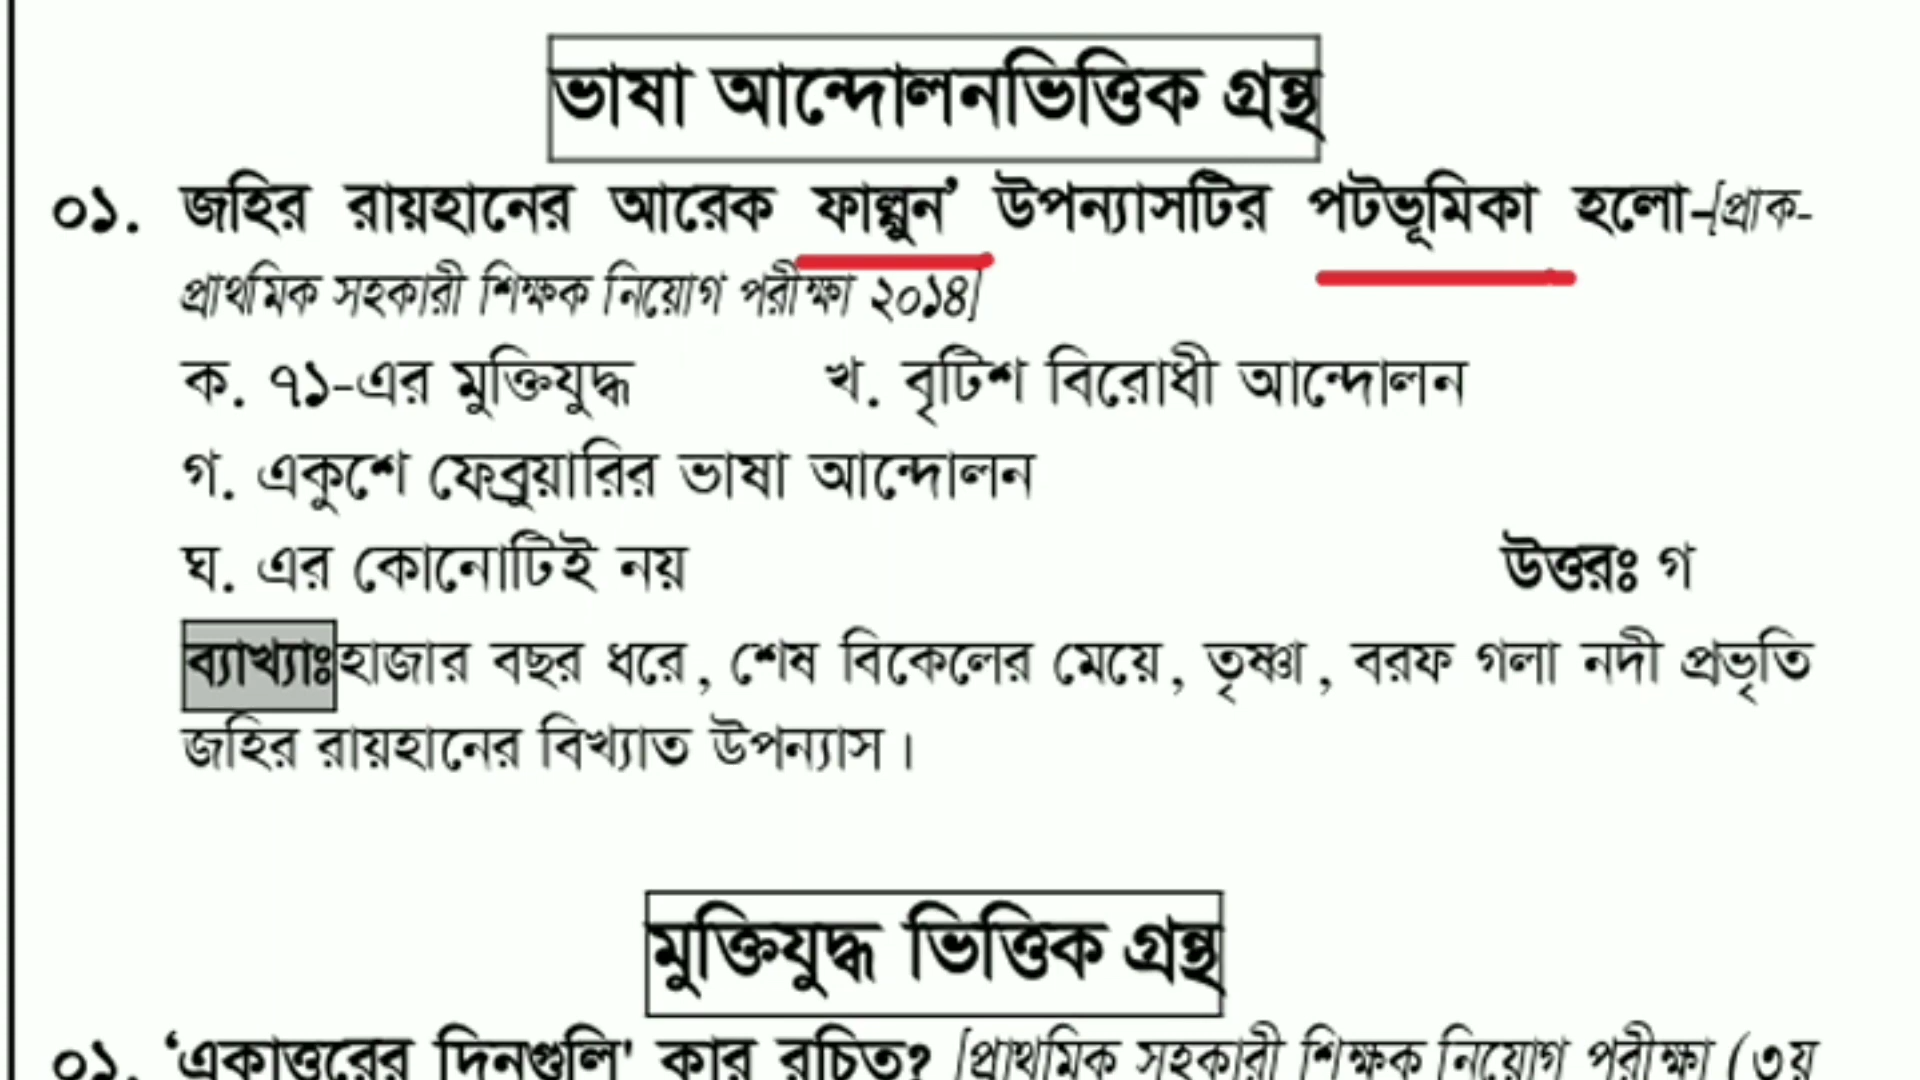 ভাষা আন্দোলনভিত্তিক গ্রন্থ
০১. জহির রায়হানের আরেক ফাল্গুন’ উপন্যাসটির পটভূমিকা হলো-[প্রাক-
প্রাথমিক সহকারী শিক্ষক নিয়োগ পরীক্ষা ২০১৪]
ক. ৭১-এর মুক্তিযুদ্ধ খ. বৃটিশ বিরোধী আন্দোলন
গ. একুশে ফেব্রুয়ারির ভাষা আন্দোলন
ঘ. এর কোনোটিই নয় উত্তরঃ গ
ব্যাখ্যাঃ হাজার বছর ধরে, শেষ বিকেলের মেয়ে, তৃষ্ণা, বরফ গলা নদী প্রভৃতি
জহির রায়হানের বিখ্যাত উপন্যাস।
মুক্তিযুদ্ধ ভিত্তিক গ্রন্থ
০১. ‘একাত্তরের দিনগুলি' কার রচিত? [প্রাথমিক সহকারী শিক্ষক নিয়োগ পরীক্ষা (৩য়